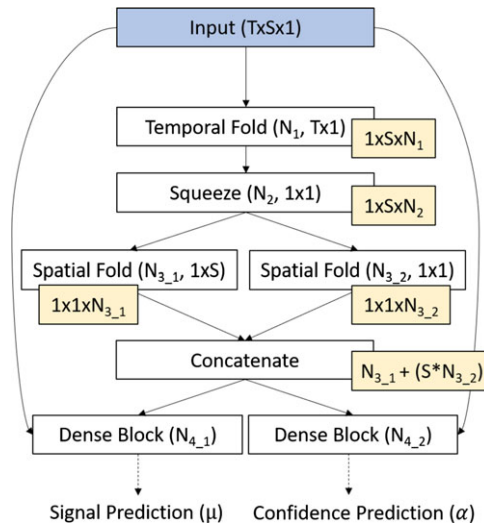 Input (TxSx1)
Temporal Fold (N₁, Tx1)
1xSxN₁
Squeeze (N₂, 1x1)
1xSxN₂
Spatial Fold (N₃_₁, 1xS)
Spatial Fold (N₃_₂, 1x1)
1x1xN₃_₁
1x1xN₃_₂
Concatenate
N₃_₁ + (S*N₃_₂)
Dense Block (N₄_₁)
Dense Block (N₄_₂)
Signal Prediction (μ)
Confidence Prediction (α)